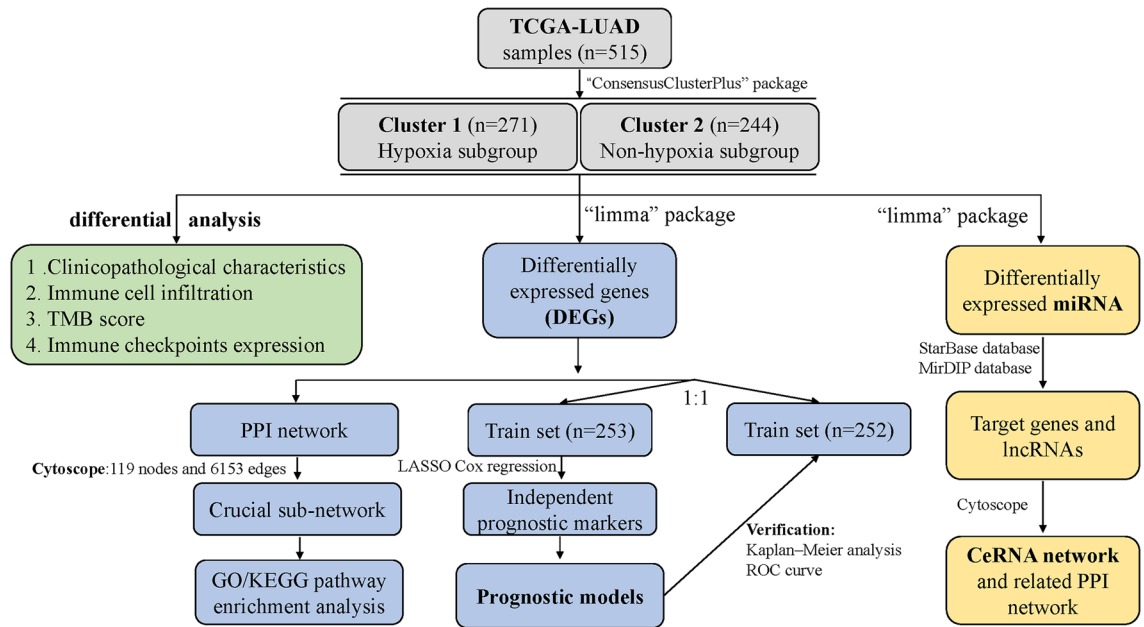 TCGA-LUAD
samples (n=515)
“ConsensusClusterPlus” package
Cluster 1 (n=271)
Hypoxia subgroup
Cluster 2 (n=244)
Non-hypoxia subgroup
differential analysis
“limma” package
“limma” package
1 .Clinicopathological characteristics
2. Immune cell infiltration
3. TMB score
4. Immune checkpoints expression
Differentially
expressed genes
(DEGs)
Differentially
expressed miRNA
StarBase database
MirDIP database
1:1
PPI network
Train set (n=253)
Train set (n=252)
Target genes and
lncRNAs
Cytoscope:119 nodes and 6153 edges
LASSO Cox regression
Crucial sub-network
Independent
prognostic markers
Cytoscope
Verification:
Kaplan–Meier analysis
ROC curve
GO/KEGG pathway
enrichment analysis
Prognostic models
CeRNA network
and related PPI
network